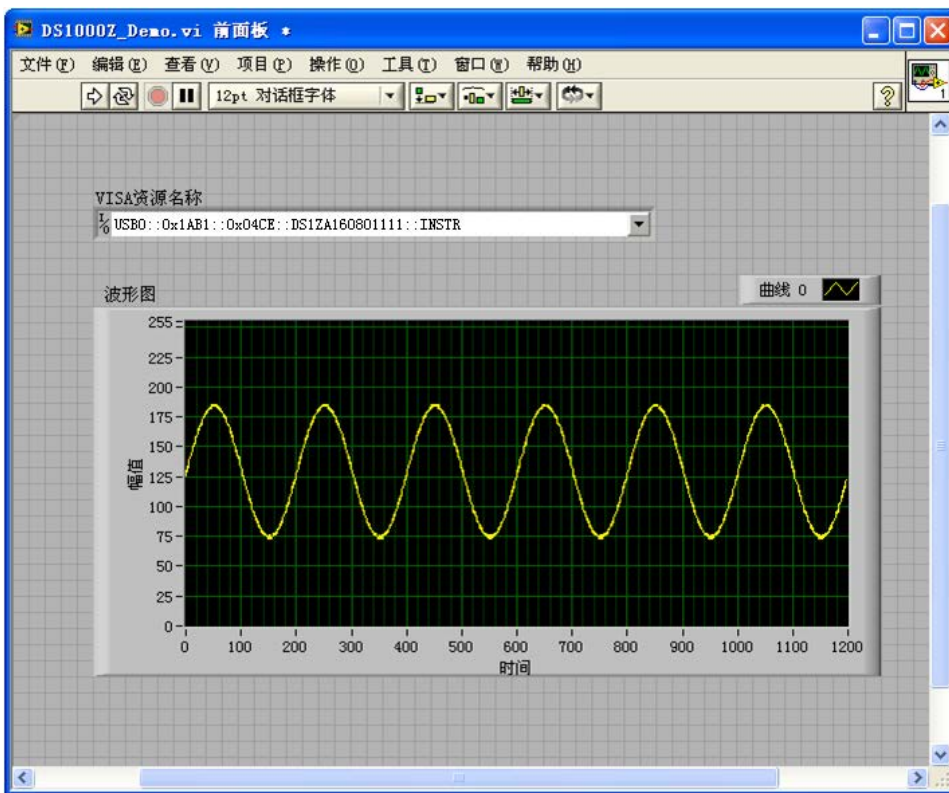 DS1000Z_Demo.vi 前面板 *
文件(F) 编辑(E) 查看(V) 项目(P) 操作(O) 工具(T) 窗口(W) 帮助(H)
12pt 对话框字体
1
VISA资源名称
USB0::0x1AB1::0x04CE::DS1ZA160801111::INSTR
波形图
曲线 0
255
225
200
175
150
125
100
75
50
25
0
幅值
0 100 200 300 400 500 600 700 800 900 1000 1100 1200
时间